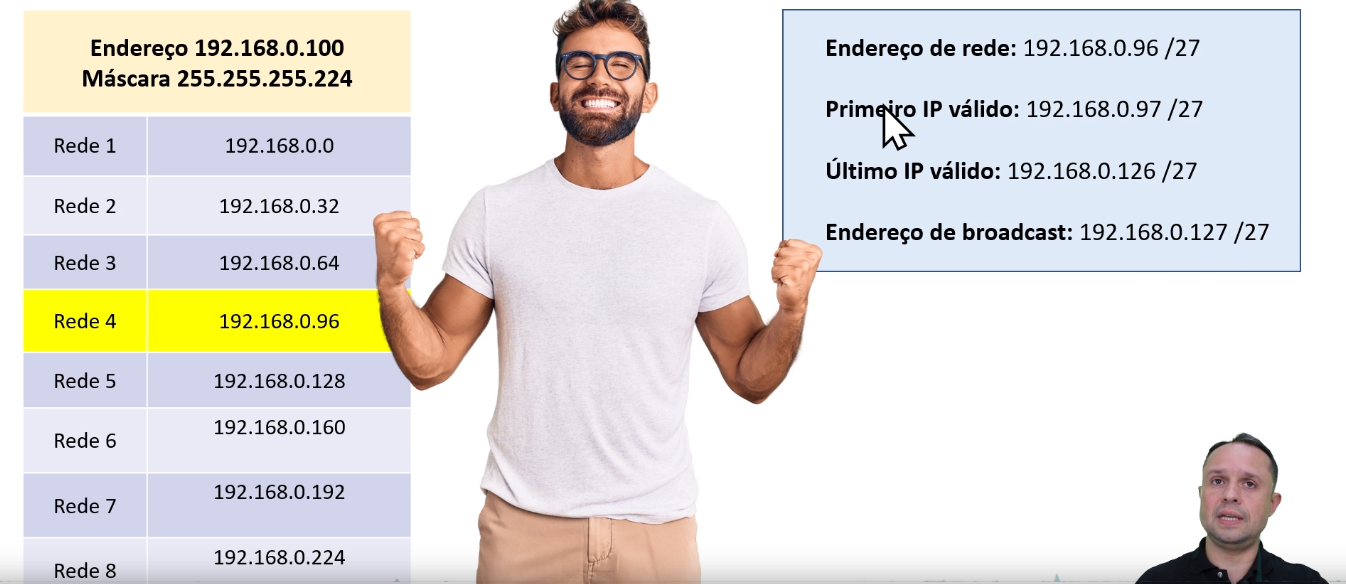 Endereço 192.168.0.100
Máscara 255.255.255.224
Rede 1 192.168.0.0
Rede 2 192.168.0.32
Rede 3 192.168.0.64
Rede 4 192.168.0.96
Rede 5 192.168.0.128
Rede 6 192.168.0.160
Rede 7 192.168.0.192
Rede 8 192.168.0.224
Endereço de rede: 192.168.0.96 /27
Primeiro IP válido: 192.168.0.97 /27
Último IP válido: 192.168.0.126 /27
Endereço de broadcast: 192.168.0.127 /27